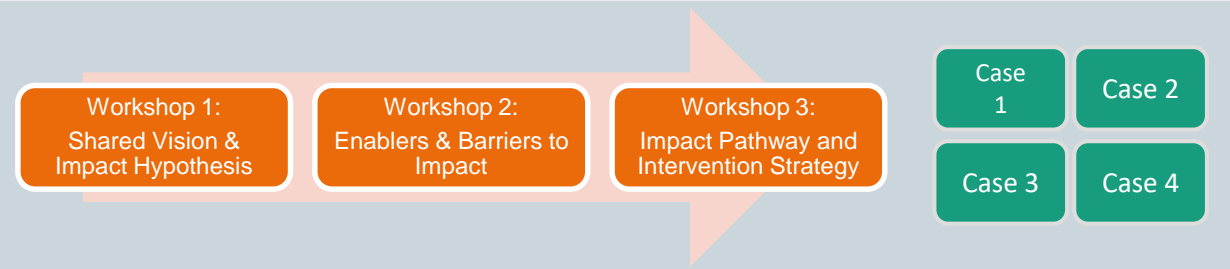 Workshop 1:
Shared Vision &
Impact Hypothesis
Workshop 2:
Enablers & Barriers to
Impact
Workshop 3:
Impact Pathway and
Intervention Strategy
Case
1
Case 2
Case 3
Case 4